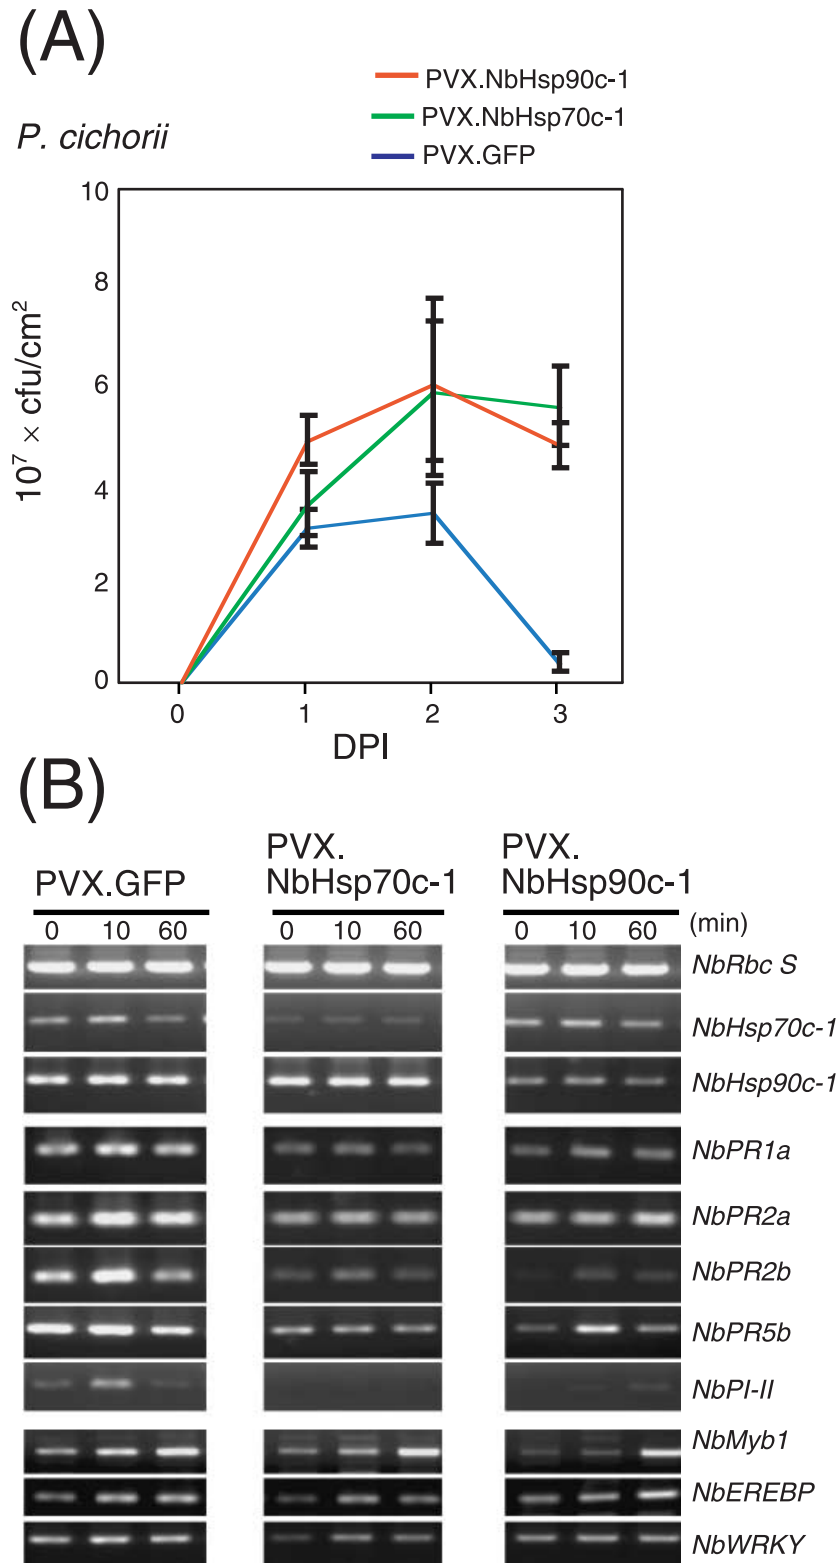 (A)
PVX.NbHsp90c-1
PVX.NbHsp70c-1
PVX.GFP
P. cichorii
10⁷ × cfu/cm²
10
8
6
4
2
0
0 1 2 3
DPI
(B)
PVX.GFP
PVX.
NbHsp70c-1
PVX.
NbHsp90c-1
0 10 60 0 10 60 0 10 60 (min)
NbRbc S
NbHsp70c-1
NbHsp90c-1
NbPR1a
NbPR2a
NbPR2b
NbPR5b
NbPI-II
NbMyb1
NbEREBP
NbWRKY